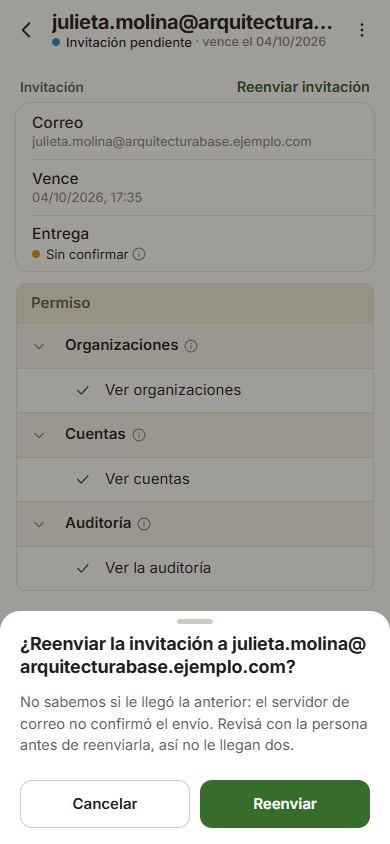 julieta.molina@arquitectura...
Invitación pendiente · vence el 04/10/2026
Invitación
Reenviar invitación
Correo
julieta.molina@arquitecturabase.ejemplo.com
Vence
04/10/2026, 17:35
Entrega
Sin confirmar
Permiso
Organizaciones
Ver organizaciones
Cuentas
Ver cuentas
Auditoría
Ver la auditoría
¿Reenviar la invitación a julieta.molina@
arquitecturabase.ejemplo.com?
No sabemos si le llegó la anterior: el servidor de
correo no confirmó el envío. Revisá con la persona
antes de reenviarla, así no le llegan dos.
Cancelar
Reenviar